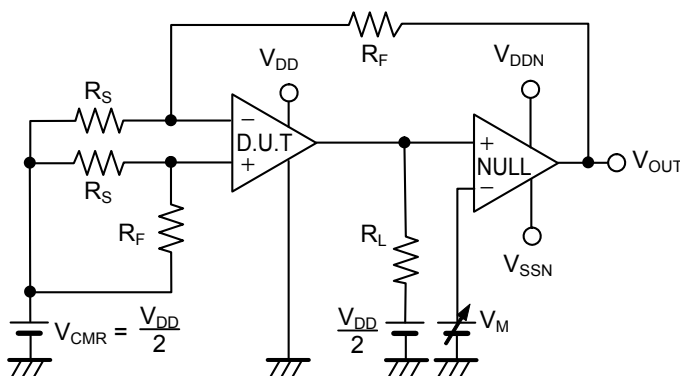 R_F
V_DD
V_DDN
R_S
−
D.U.T
+
+
NULL
−
V_OUT
R_S
R_F
R_L
V_SSN
V_CMR = V_DD/2
V_DD/2
V_M